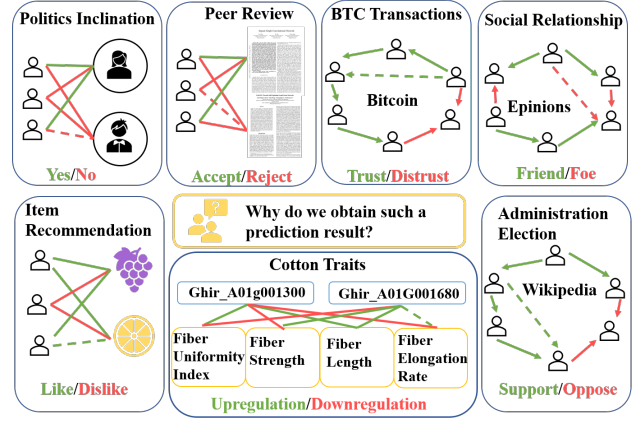 Politics Inclination
Yes/No
Peer Review
Accept/Reject
BTC Transactions
Bitcoin
Trust/Distrust
Social Relationship
Epinions
Friend/Foe
Item
Recommendation
Like/Dislike
Why do we obtain such a
prediction result?
Cotton Traits
Ghir_A01g001300
Ghir_A01G001680
Fiber
Uniformity
Index
Fiber
Strength
Fiber
Length
Fiber
Elongation
Rate
Upregulation/Downregulation
Administration
Election
Wikipedia
Support/Oppose